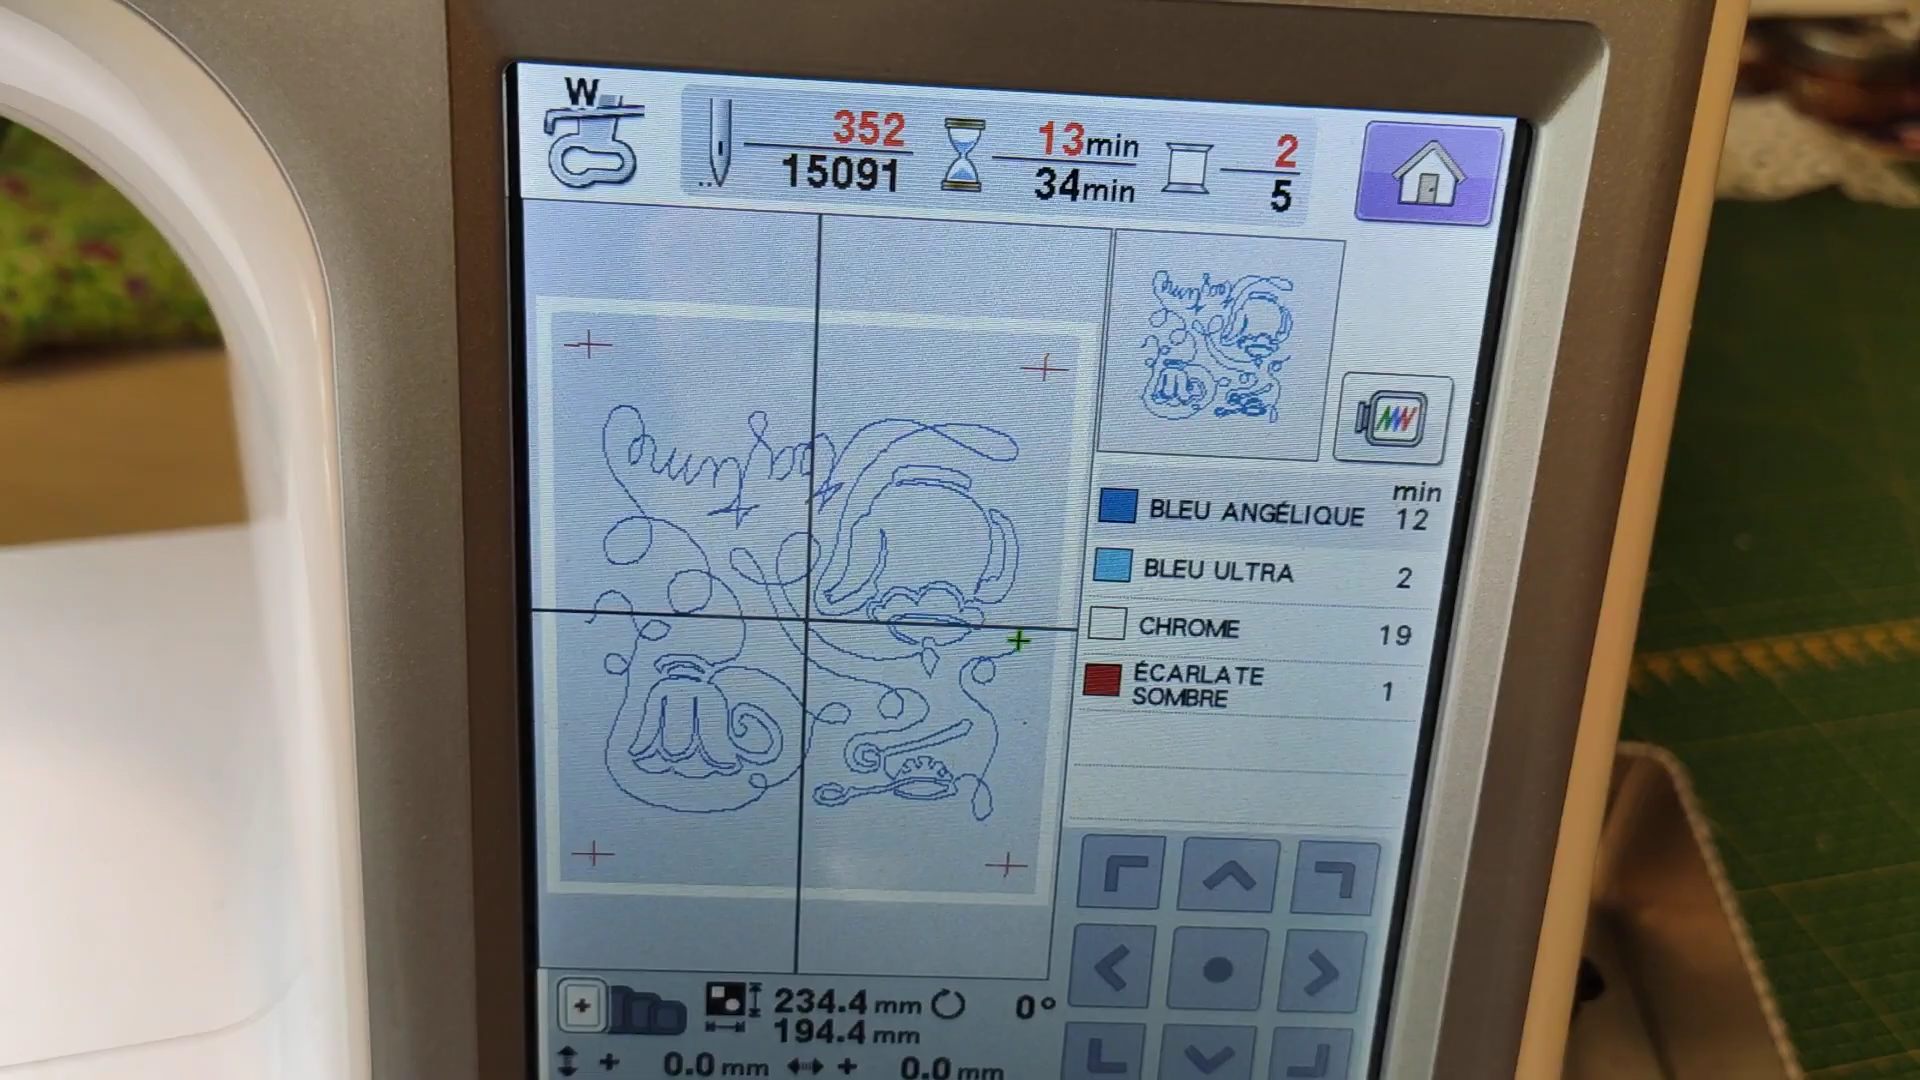 W
352
15091
13min
34min
2
5
min
BLEU ANGÉLIQUE 12
BLEU ULTRA 2
CHROME 19
ÉCARLATE
SOMBRE 1
234.4 mm 0°
194.4 mm
+ 0.0 mm + 0.0 mm